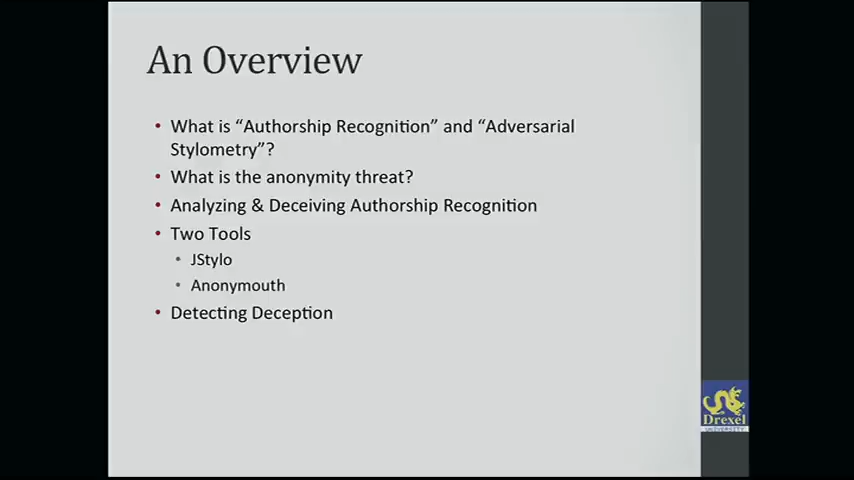 An Overview
• What is “Authorship Recognition” and “Adversarial
Stylometry”?
• What is the anonymity threat?
• Analyzing & Deceiving Authorship Recognition
• Two Tools
• JStylo
• Anonymouth
• Detecting Deception
Drexel
UNIVERSITY